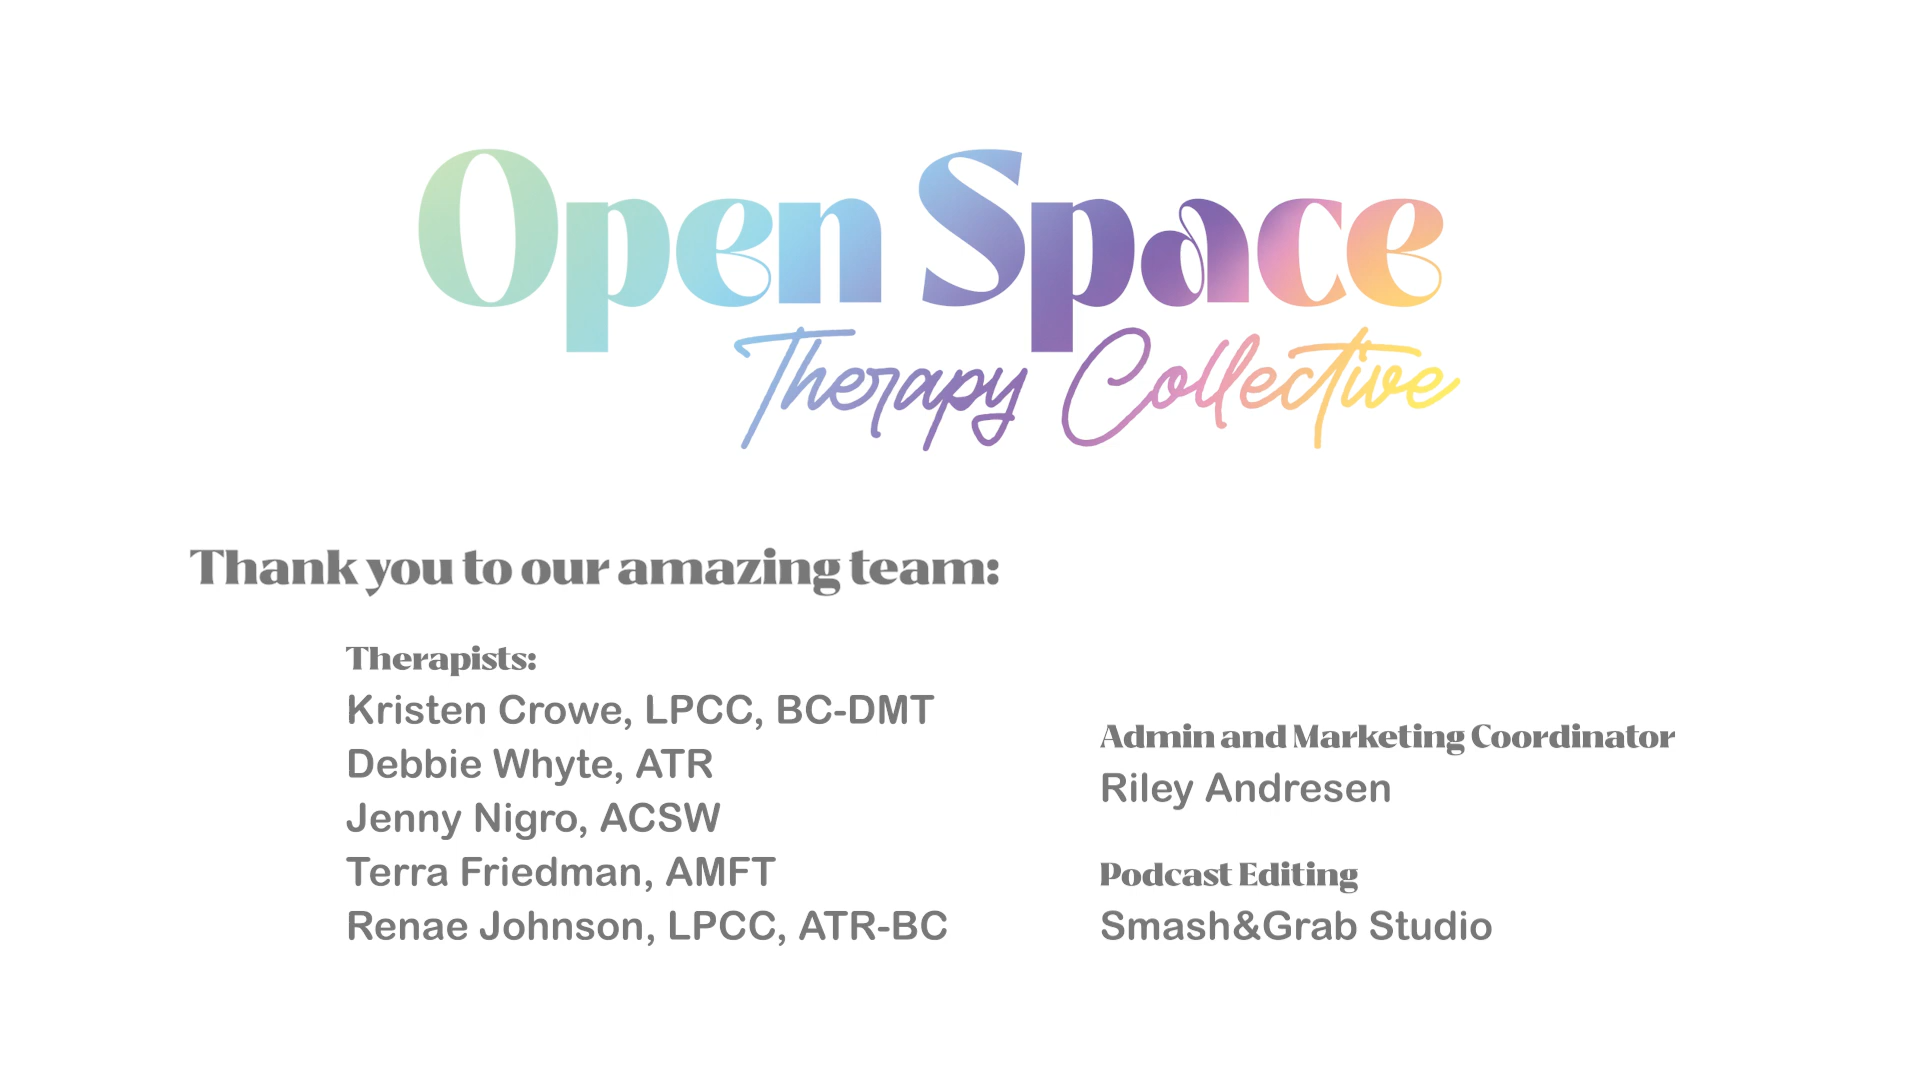 Open Space
Therapy Collective
Thank you to our amazing team:
Therapists:
Kristen Crowe, LPCC, BC-DMT
Debbie Whyte, ATR
Jenny Nigro, ACSW
Terra Friedman, AMFT
Renae Johnson, LPCC, ATR-BC
Admin and Marketing Coordinator
Riley Andresen
Podcast Editing
Smash&Grab Studio